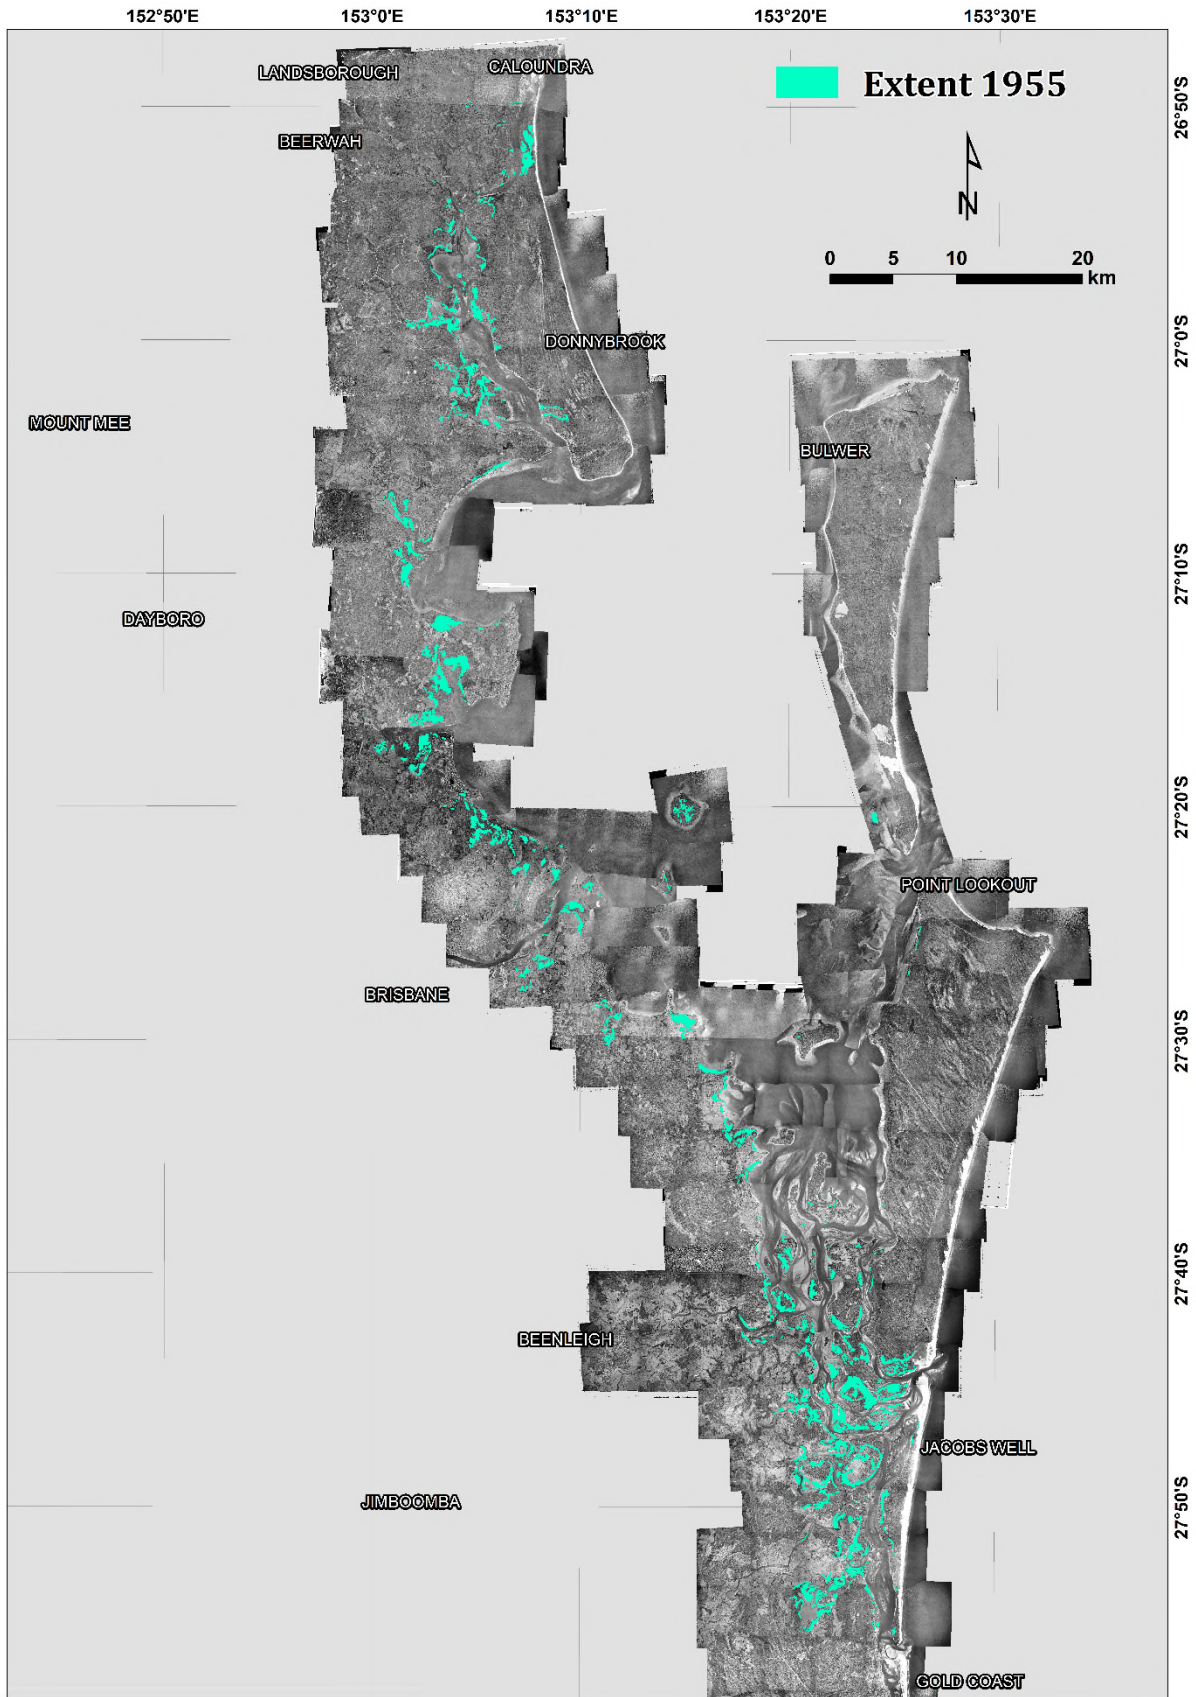 152°50'E 153°0'E 153°10'E 153°20'E 153°30'E
LANDSBOROUGH
CALOUNDRA
Extent 1955
26°50'S
BEERWAH
N
0 5 10 20
km
DONNYBROOK
27°0'S
MOUNT MEE
BULWER
27°10'S
DAYBORO
27°20'S
POINT LOOKOUT
BRISBANE
27°30'S
27°40'S
BEENLEIGH
JACOBS WELL
JIMBOOMBA
27°50'S
GOLD COAST